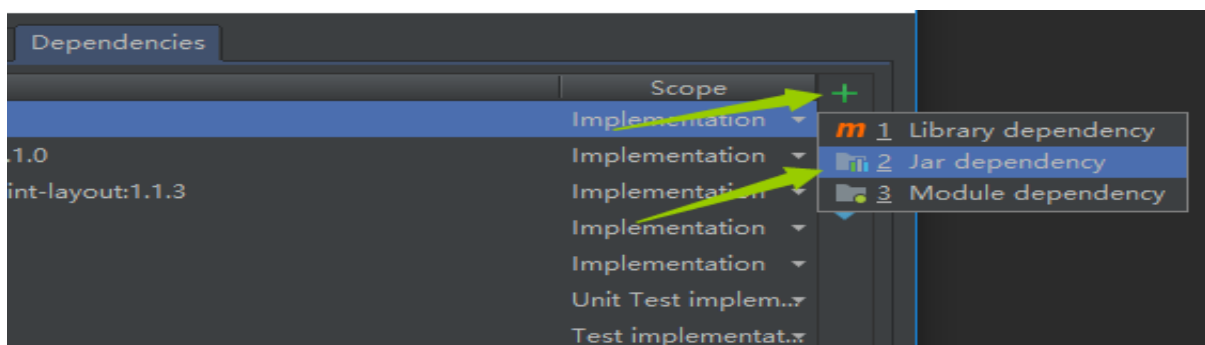 Dependencies
Scope
Implementation
m 1 Library dependency
.1.0 Implementation
2 Jar dependency
int-layout:1.1.3 Implementation
3 Module dependency
Implementation
Implementation
Unit Test implem...
Test implementat...